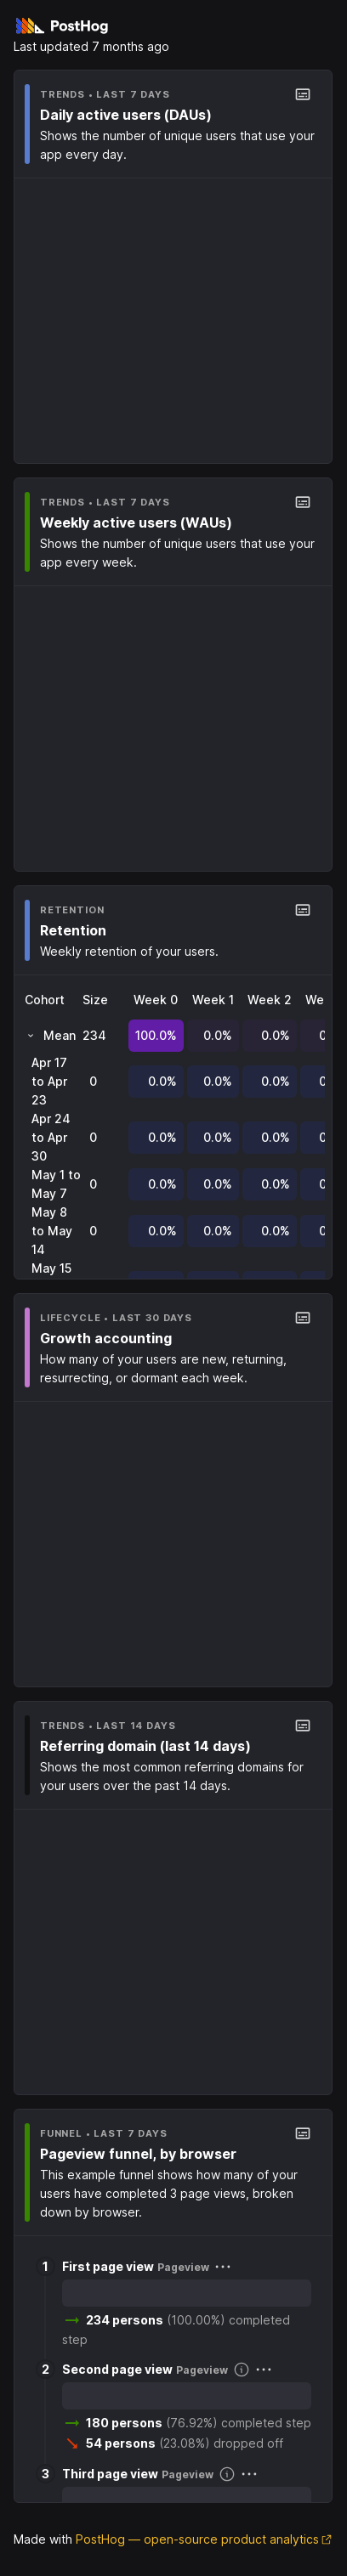 PostHog
Last updated 7 months ago
TRENDS • LAST 7 DAYS
Daily active users (DAUs)
Shows the number of unique users that use your
app every day.
TRENDS • LAST 7 DAYS
Weekly active users (WAUs)
Shows the number of unique users that use your
app every week.
RETENTION
Retention
Weekly retention of your users.
Cohort Size Week 0 Week 1 Week 2 We
Mean 234 100.0% 0.0% 0.0% 0
Apr 17
to Apr 0 0.0% 0.0% 0.0% 0
23
Apr 24
to Apr 0 0.0% 0.0% 0.0% 0
30
May 1 to
May 7 0 0.0% 0.0% 0.0% 0
May 8
to May 0 0.0% 0.0% 0.0% 0
14
May 15
LIFECYCLE • LAST 30 DAYS
Growth accounting
How many of your users are new, returning,
resurrecting, or dormant each week.
TRENDS • LAST 14 DAYS
Referring domain (last 14 days)
Shows the most common referring domains for
your users over the past 14 days.
FUNNEL • LAST 7 DAYS
Pageview funnel, by browser
This example funnel shows how many of your
users have completed 3 page views, broken
down by browser.
1 First page view Pageview
234 persons (100.00%) completed
step
2 Second page view Pageview
180 persons (76.92%) completed step
54 persons (23.08%) dropped off
3 Third page view Pageview
Made with PostHog — open-source product analytics